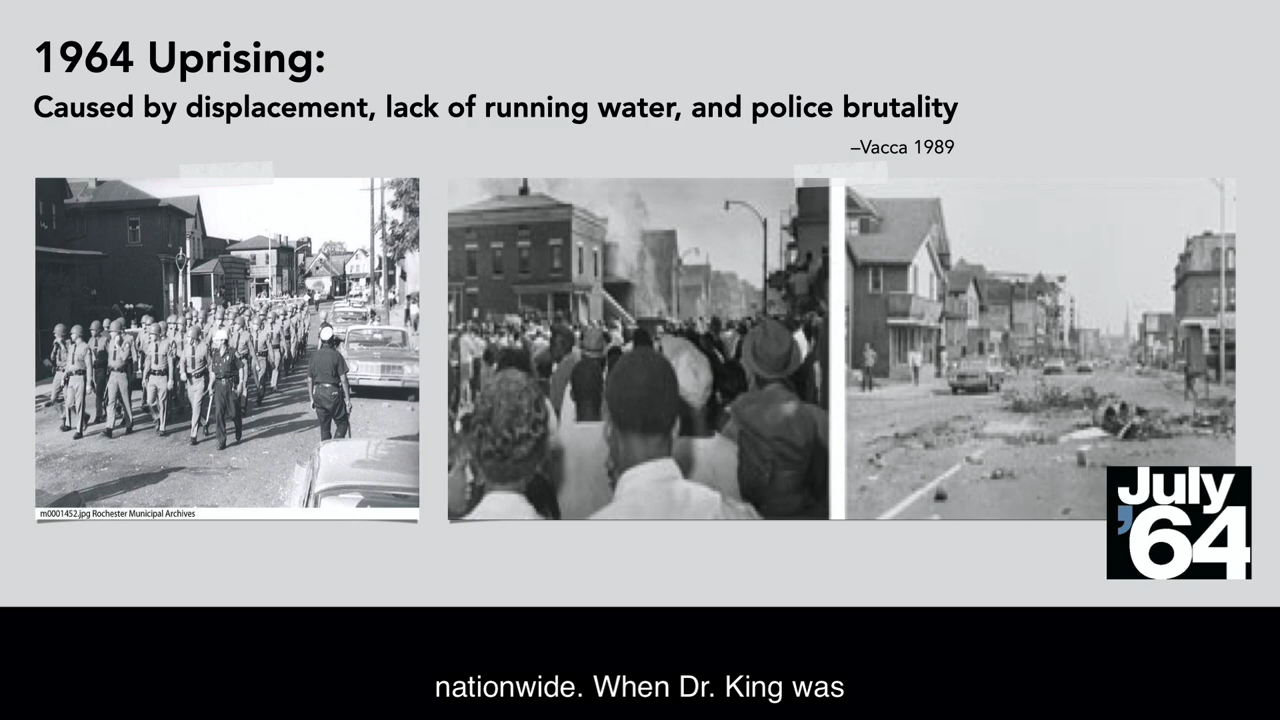 1964 Uprising:
Caused by displacement, lack of running water, and police brutality
–Vacca 1989
m0001452.jpg Rochester Municipal Archives
July
’64
nationwide. When Dr. King was